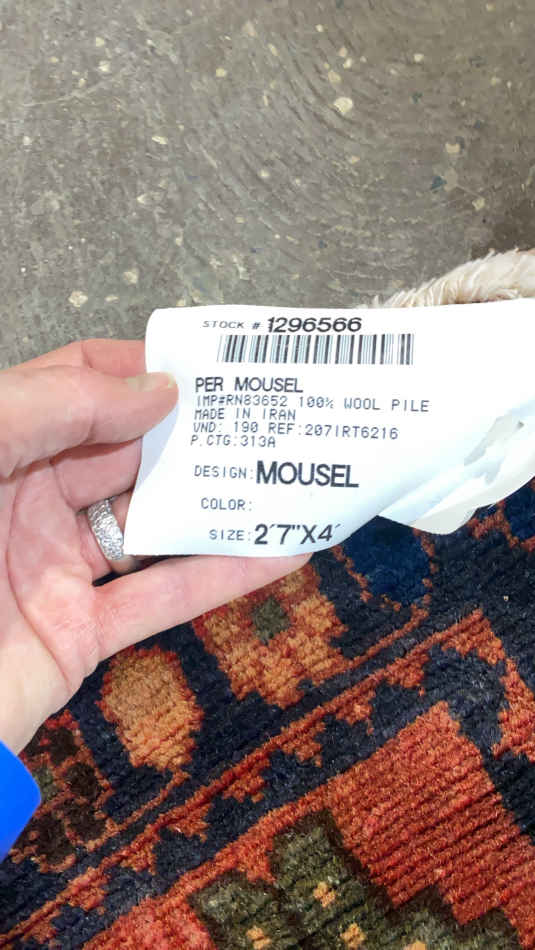 STOCK # 1296566
PER MOUSEL
IMP#RN83652 100% WOOL PILE
MADE IN IRAN
VND: 190 REF:207IRT6216
P.CTG:313A
DESIGN:MOUSEL
COLOR:
SIZE:2'7"X4'